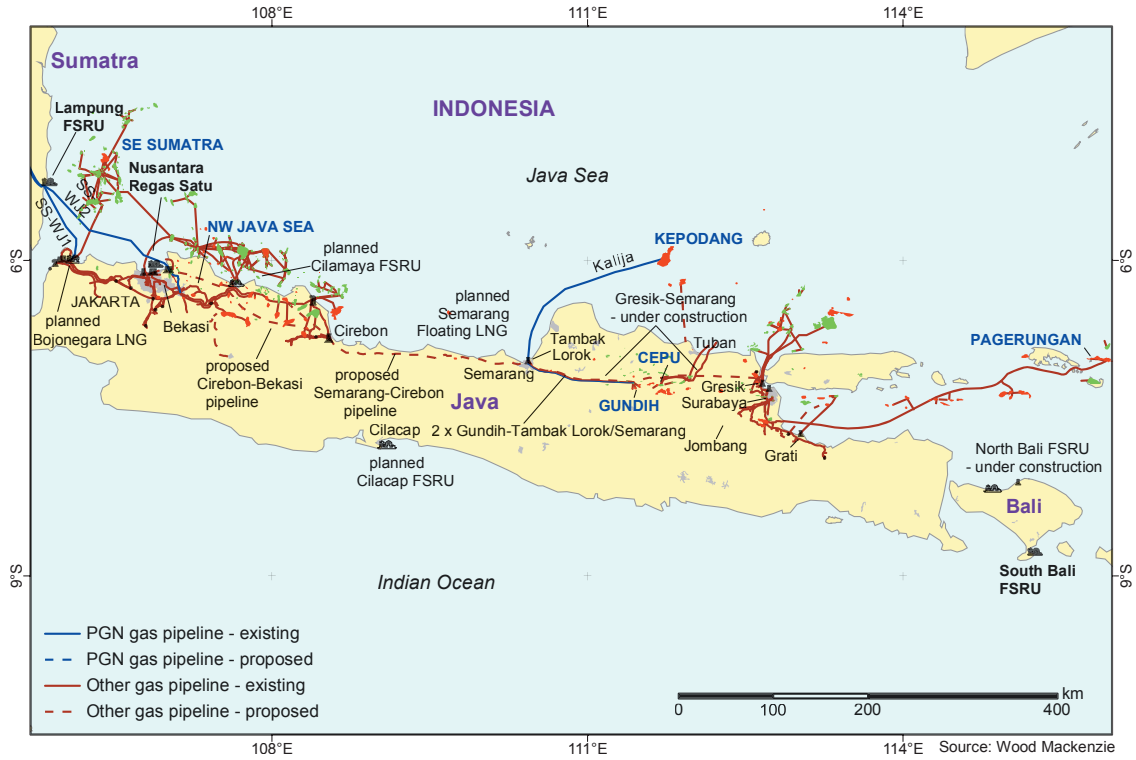 108°E
111°E
114°E
Sumatra
Lampung
FSRU
INDONESIA
SE SUMATRA
Nusantara
Regas Satu
Java Sea
SS
WJ2
SS-WJ1
NW JAVA SEA
planned
Cilamaya FSRU
KEPODANG
6°S
6°S
Kalija
JAKARTA
planned
Bojonegara LNG
Bekasi
Cirebon
planned
Semarang
Floating LNG
Gresik-Semarang
- under construction
Tambak
Lorok
Tuban
CEPU
PAGERUNGAN
proposed
Cirebon-Bekasi
pipeline
proposed
Semarang-Cirebon
pipeline
Semarang
Java
GUNDIH
Gresik
Surabaya
Cilacap
2 x Gundih-Tambak Lorok/Semarang
Jombang
Grati
planned
Cilacap FSRU
North Bali FSRU
- under construction
Bali
9°S
9°S
Indian Ocean
South Bali
FSRU
PGN gas pipeline - existing
PGN gas pipeline - proposed
Other gas pipeline - existing
Other gas pipeline - proposed
km
0
100
200
400
108°E
111°E
114°E
Source: Wood Mackenzie